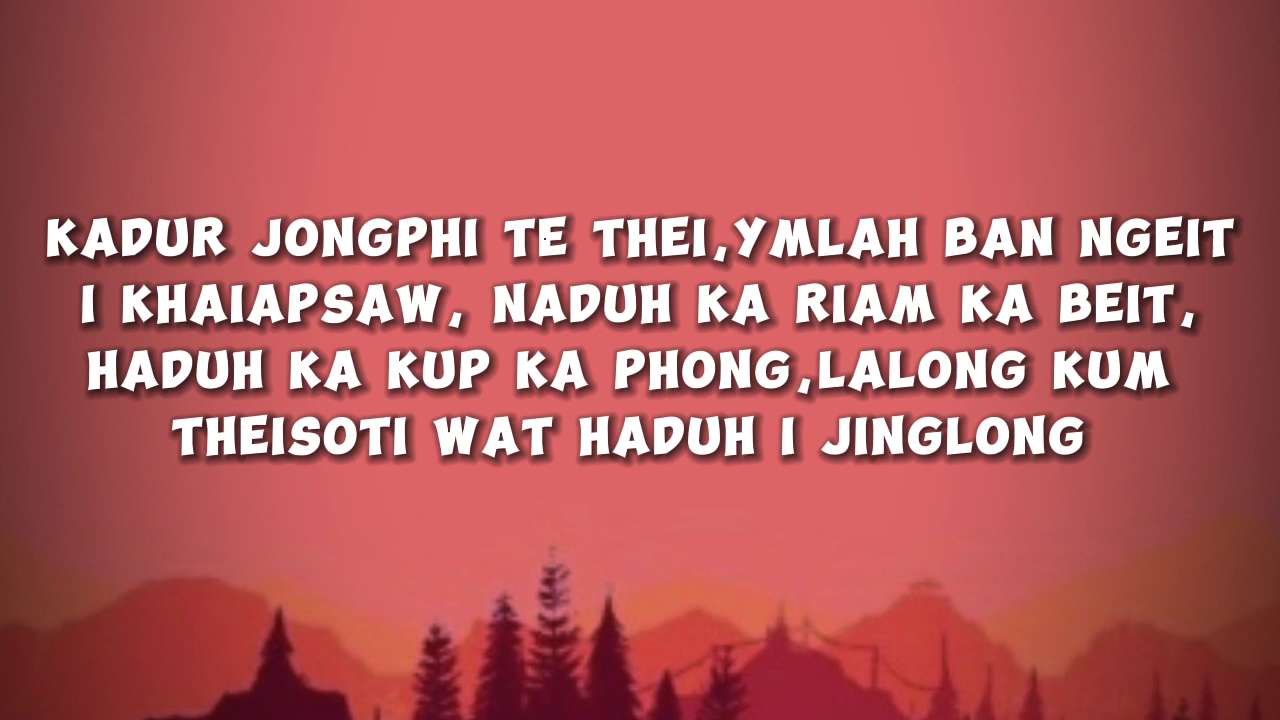 KADUR JONGPHI TE THEI,YMLAH BAN NGEIT
I KHAIAPSAW, NADUH KA RIAM KA BEIT,
HADUH KA KUP KA PHONG,LALONG KUM
THEISOTI WAT HADUH I JINGLONG